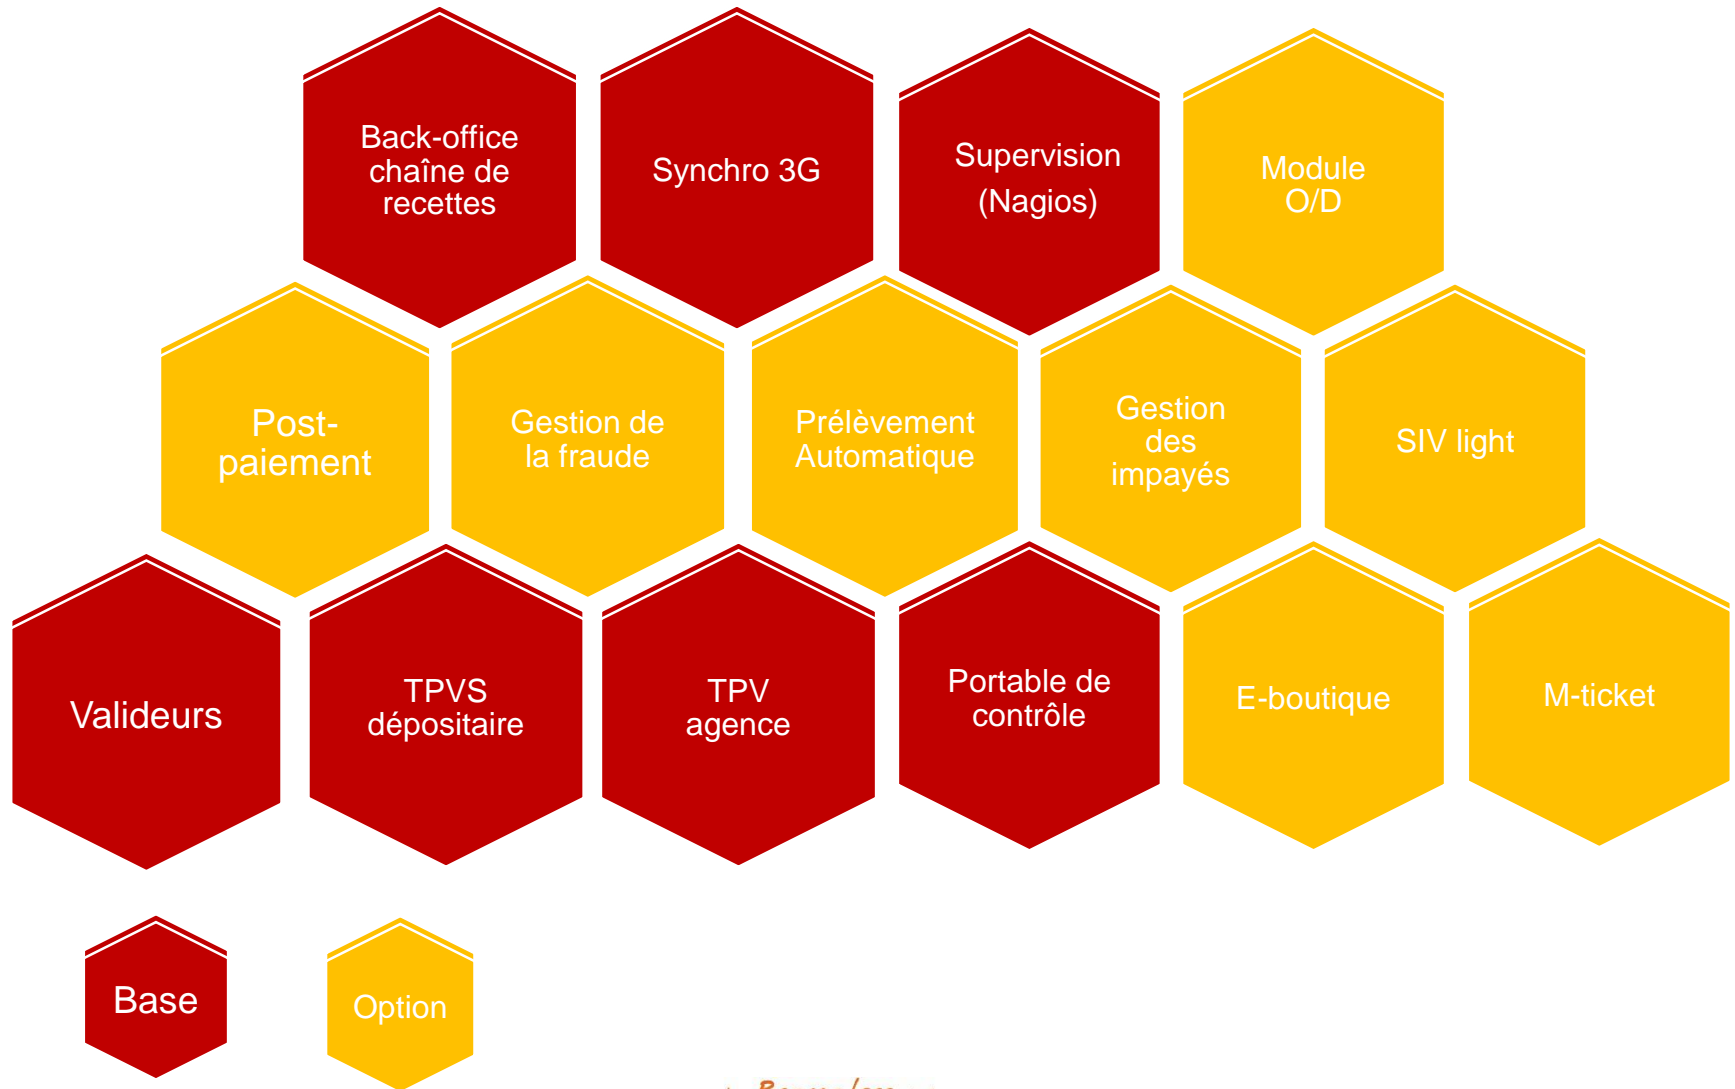 Back-office
chaîne de
recettes
Synchro 3G
Supervision
(Nagios)
Module
O/D
Post-
paiement
Gestion de
la fraude
Prélèvement
Automatique
Gestion
des
impayés
SIV light
Valideurs
TPVS
dépositaire
TPV
agence
Portable de
contrôle
E-boutique
M-ticket
Base
Option